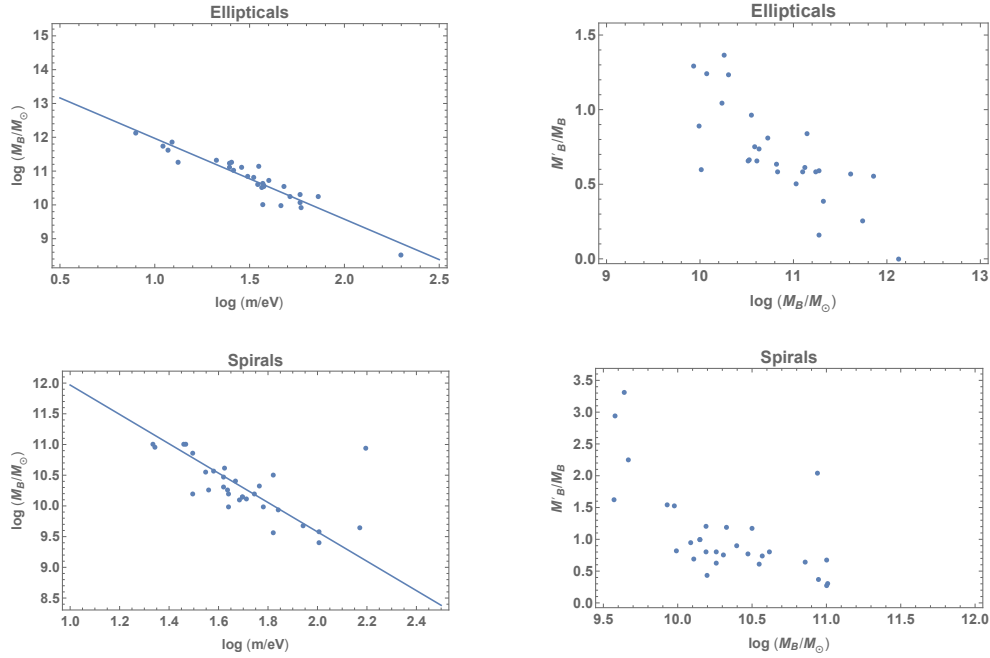 Ellipticals
log (M_B/M_⊙)
15
14
13
12
11
10
9
0.5 1.0 1.5 2.0 2.5
log (m/eV)
Ellipticals
M'_B/M_B
1.5
1.0
0.5
0.0
9 10 11 12 13
log (M_B/M_⊙)
Spirals
log (M_B/M_⊙)
12.0
11.5
11.0
10.5
10.0
9.5
9.0
8.5
1.0 1.2 1.4 1.6 1.8 2.0 2.2 2.4
log (m/eV)
Spirals
M'_B/M_B
3.5
3.0
2.5
2.0
1.5
1.0
0.5
0.0
9.5 10.0 10.5 11.0 11.5 12.0
log (M_B/M_⊙)